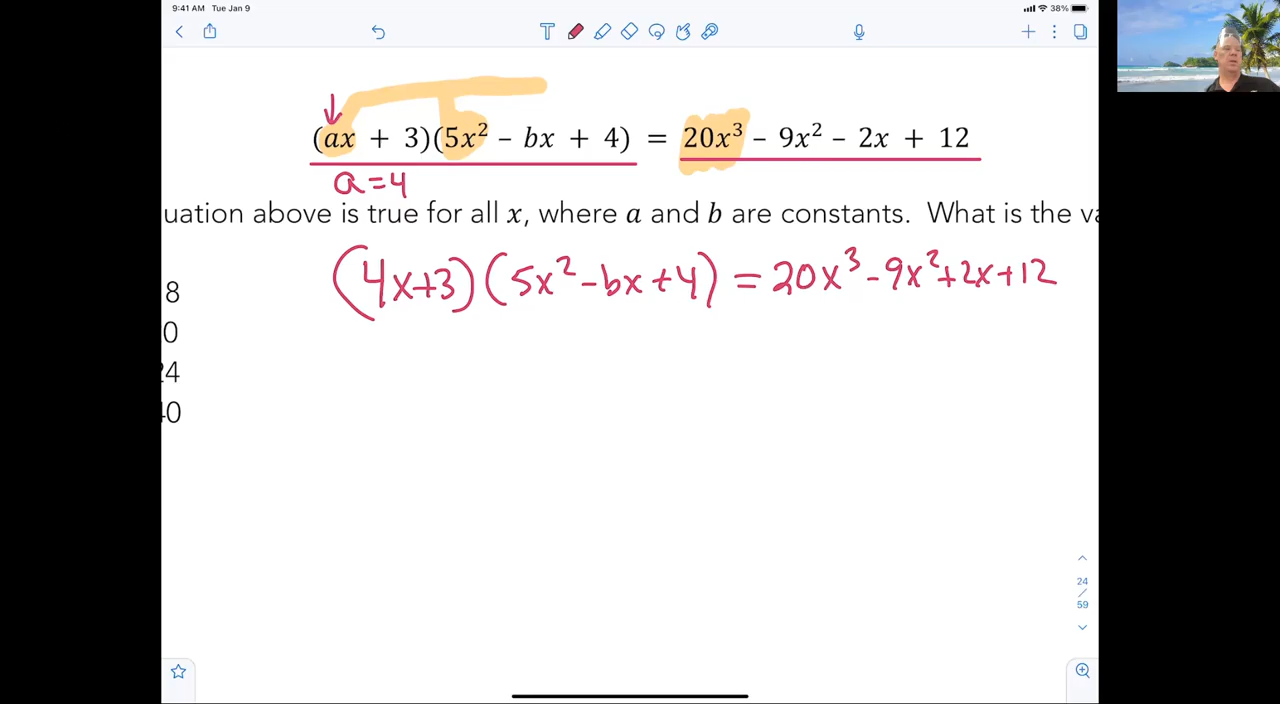 9:41 AM Tue Jan 9
38%
(ax + 3)(5x² – bx + 4) = 20x³ – 9x² – 2x + 12
a=4
uation above is true for all x, where a and b are constants. What is the va
(4x+3)(5x²-bx+4) = 20x³-9x²+2x+12
8
0
24
40
24
/
59